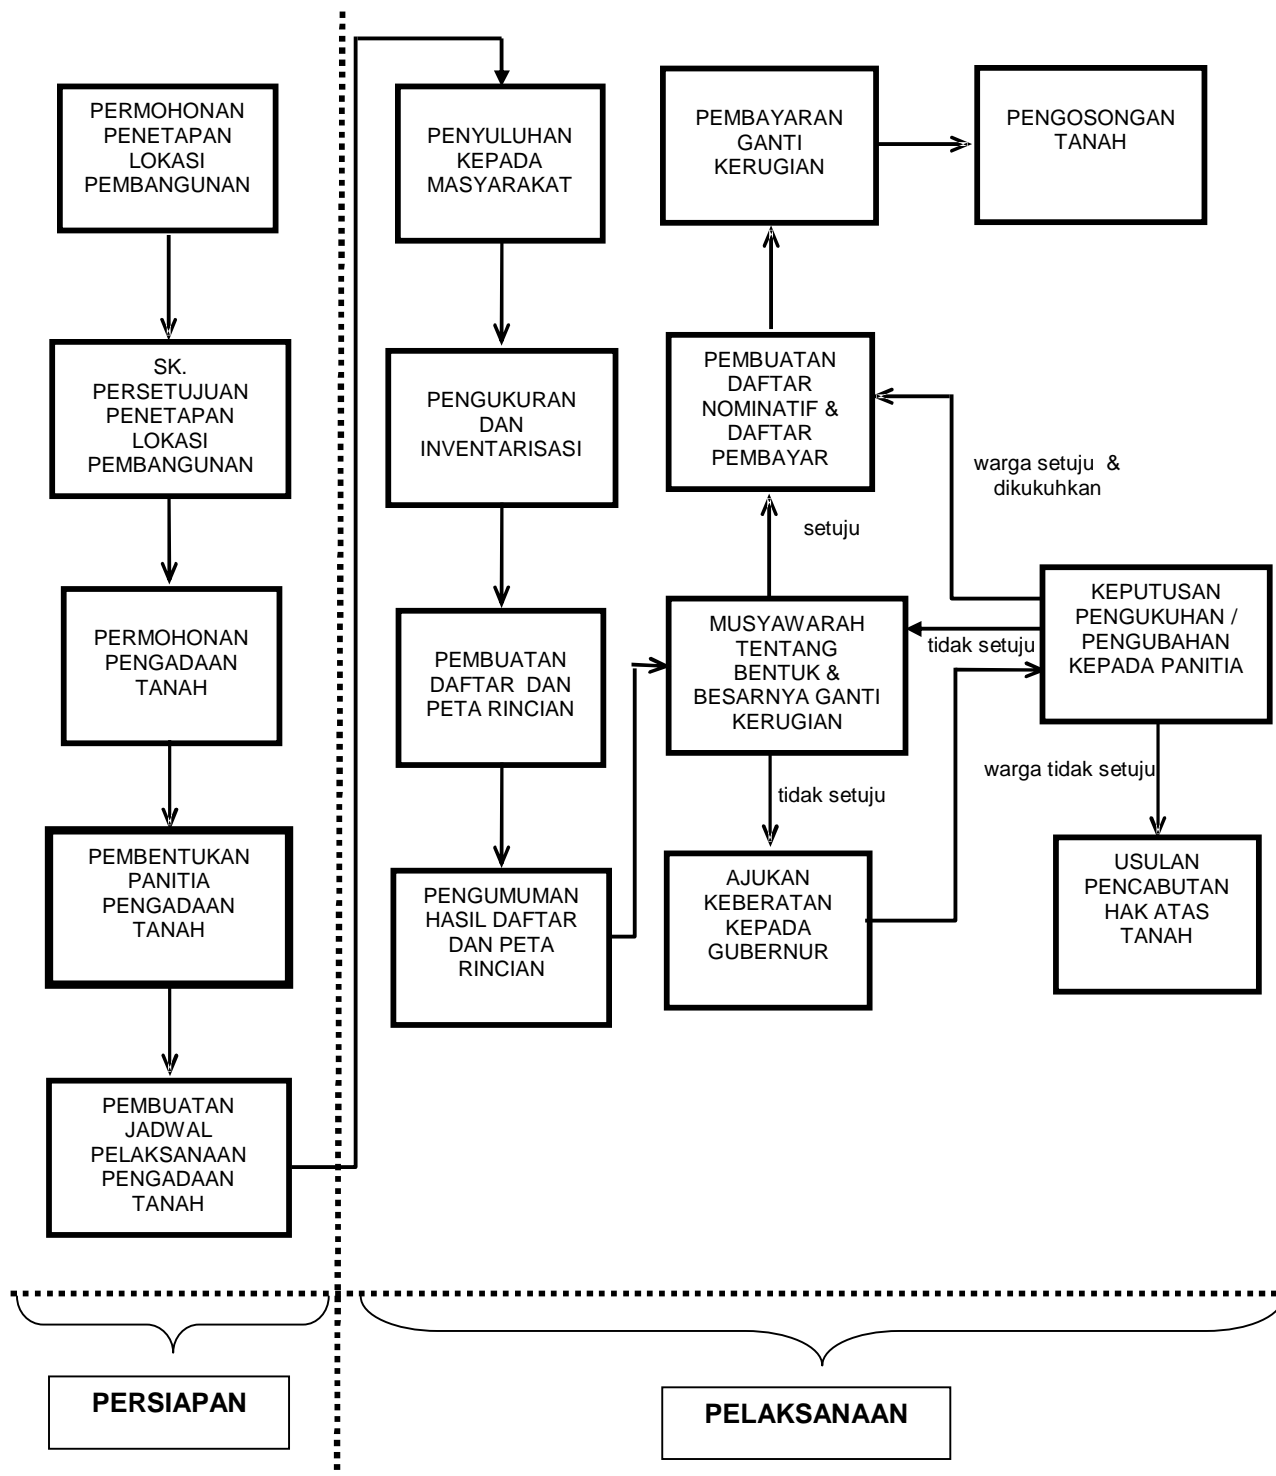 PERMOHONAN
PENETAPAN
LOKASI
PEMBANGUNAN
SK.
PERSETUJUAN
PENETAPAN
LOKASI
PEMBANGUNAN
PERMOHONAN
PENGADAAN
TANAH
PEMBENTUKAN
PANITIA
PENGADAAN
TANAH
PEMBUATAN
JADWAL
PELAKSANAAN
PENGADAAN
TANAH
PENYULUHAN
KEPADA
MASYARAKAT
PENGUKURAN
DAN
INVENTARISASI
PEMBUATAN
DAFTAR DAN
PETA RINCIAN
PENGUMUMAN
HASIL DAFTAR
DAN PETA
RINCIAN
PEMBAYARAN
GANTI
KERUGIAN
PENGOSONGAN
TANAH
PEMBUATAN
DAFTAR
NOMINATIF &
DAFTAR
PEMBAYAR
setuju
warga setuju &
dikukuhkan
MUSYAWARAH
TENTANG
BENTUK &
BESARNYA GANTI
KERUGIAN
tidak setuju
KEPUTUSAN
PENGUKUHAN /
PENGUBAHAN
KEPADA PANITIA
tidak setuju
warga tidak setuju
AJUKAN
KEBERATAN
KEPADA
GUBERNUR
USULAN
PENCABUTAN
HAK ATAS
TANAH
PERSIAPAN
PELAKSANAAN